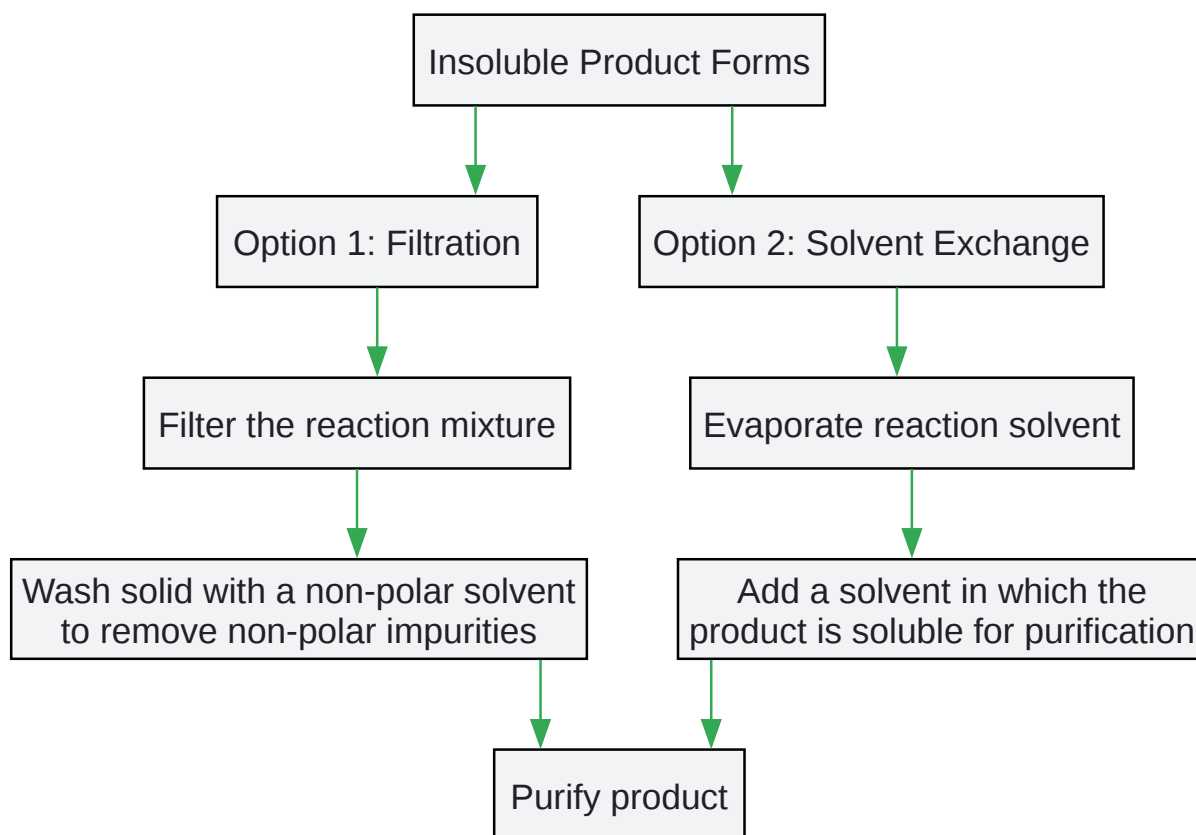 Insoluble Product Forms
Option 1: Filtration
Option 2: Solvent Exchange
Filter the reaction mixture
Evaporate reaction solvent
Wash solid with a non-polar solvent
to remove non-polar impurities
Add a solvent in which the
product is soluble for purification
Purify product